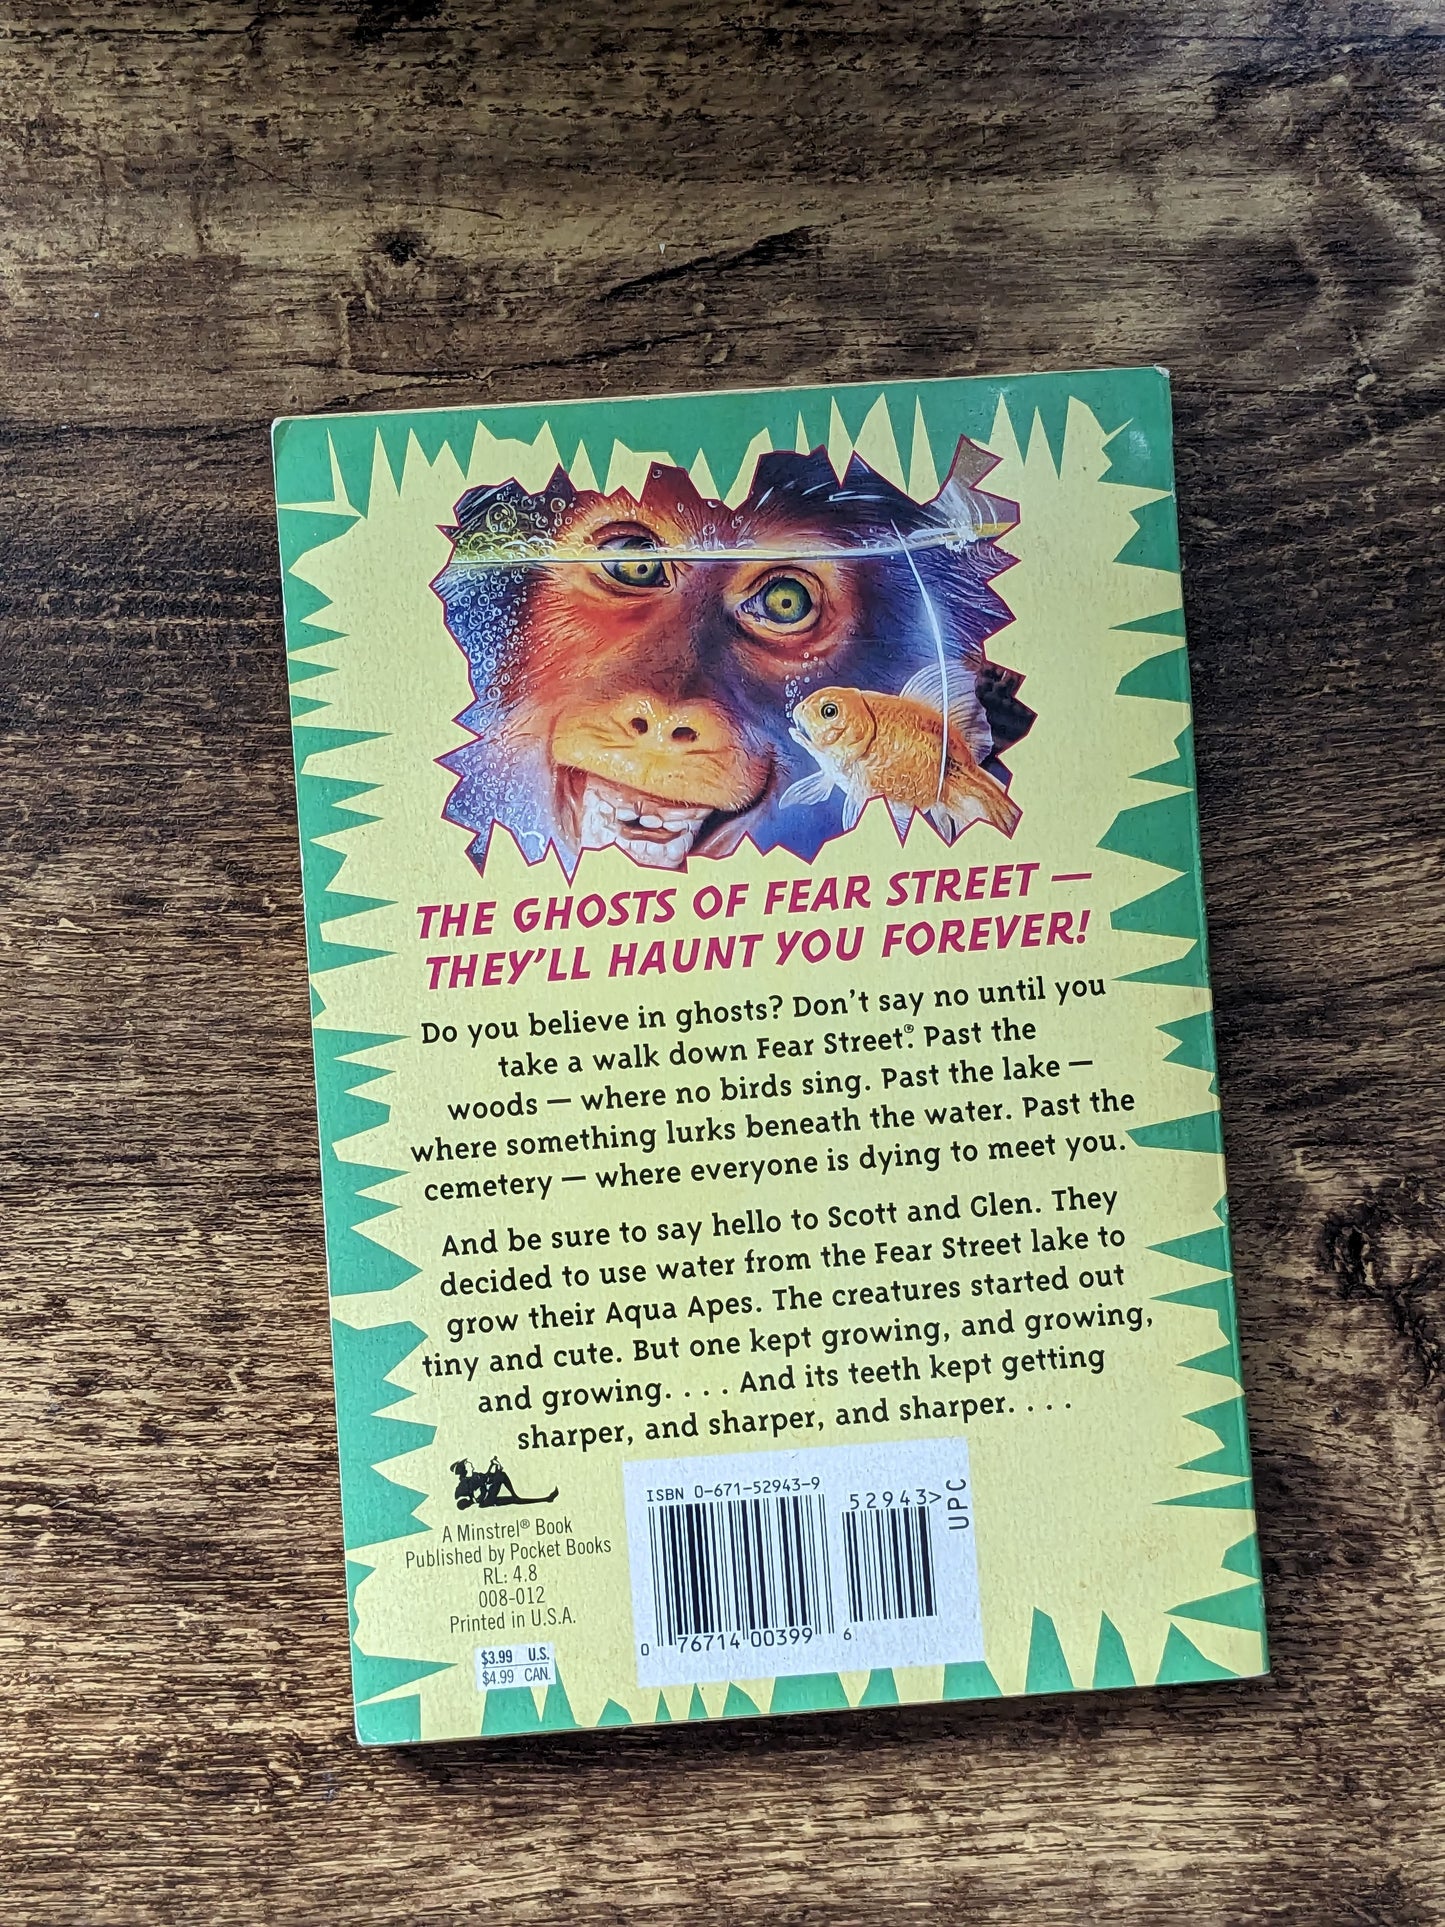 THE GHOSTS OF FEAR STREET —
THEY'LL HAUNT YOU FOREVER!
Do you believe in ghosts? Don't say no until you
take a walk down Fear Street®. Past the
woods — where no birds sing. Past the lake —
where something lurks beneath the water. Past the
cemetery — where everyone is dying to meet you.
And be sure to say hello to Scott and Glen. They
decided to use water from the Fear Street lake to
grow their Aqua Apes. The creatures started out
tiny and cute. But one kept growing, and growing,
and growing. . . . And its teeth kept getting
sharper, and sharper, and sharper. . . .
A Minstrel® Book
Published by Pocket Books
RL: 4.8
008-012
Printed in U.S.A.
$3.99 U.S.
$4.99 CAN.
ISBN 0-671-52943-9
52943>
UPC
0 76714 00399 6